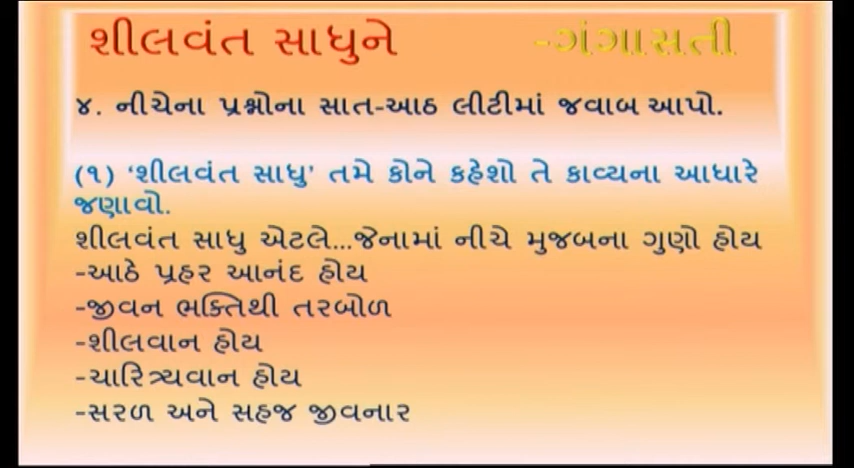 શીલવંત સાધુને -ગંગાસતી
૪. નીચેના પ્રશ્નોના સાત-આઠ લીટીમાં જવાબ આપો.
(૧) ‘શીલવંત સાધુ’ તમે કોને કહેશો તે કાવ્યના આધારે
જણાવો.
શીલવંત સાધુ એટલે...જેનામાં નીચે મુજબના ગુણો હોય
-આઠે પ્રહર આનંદ હોય
-જીવન ભક્તિથી તરબોળ
-શીલવાન હોય
-ચારિત્ર્યવાન હોય
-સરળ અને સહજ જીવનાર